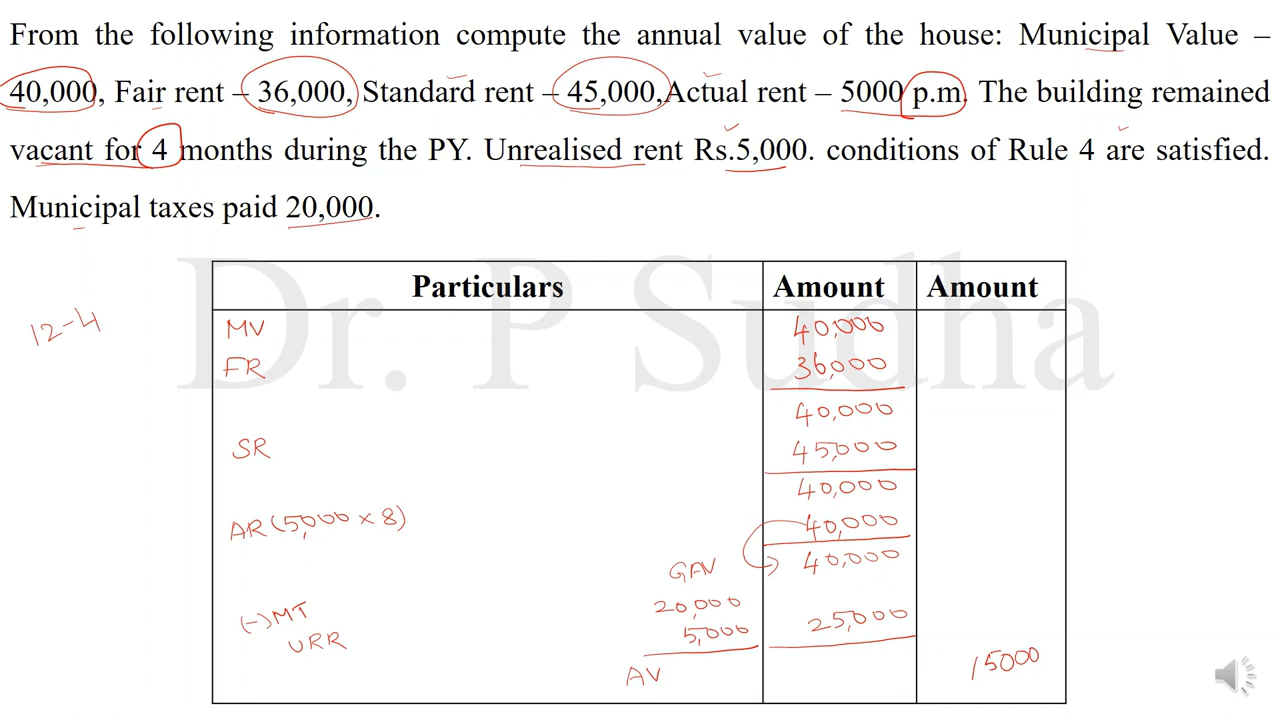 From the following information compute the annual value of the house: Municipal Value –
40,000, Fair rent – 36,000, Standard rent – 45,000,Actual rent – 5000 p.m. The building remained
vacant for 4 months during the PY. Unrealised rent Rs.5,000. conditions of Rule 4 are satisfied.
Municipal taxes paid 20,000.
Dr. P Sudha
Particulars Amount Amount
12-4
MV 40,000
FR 36,000
40,000
SR 45,000
40,000
AR (5,000 × 8) 40,000
GAV 40,000
(-) MT 20,000
URR 5,000 25,000
AV 15000